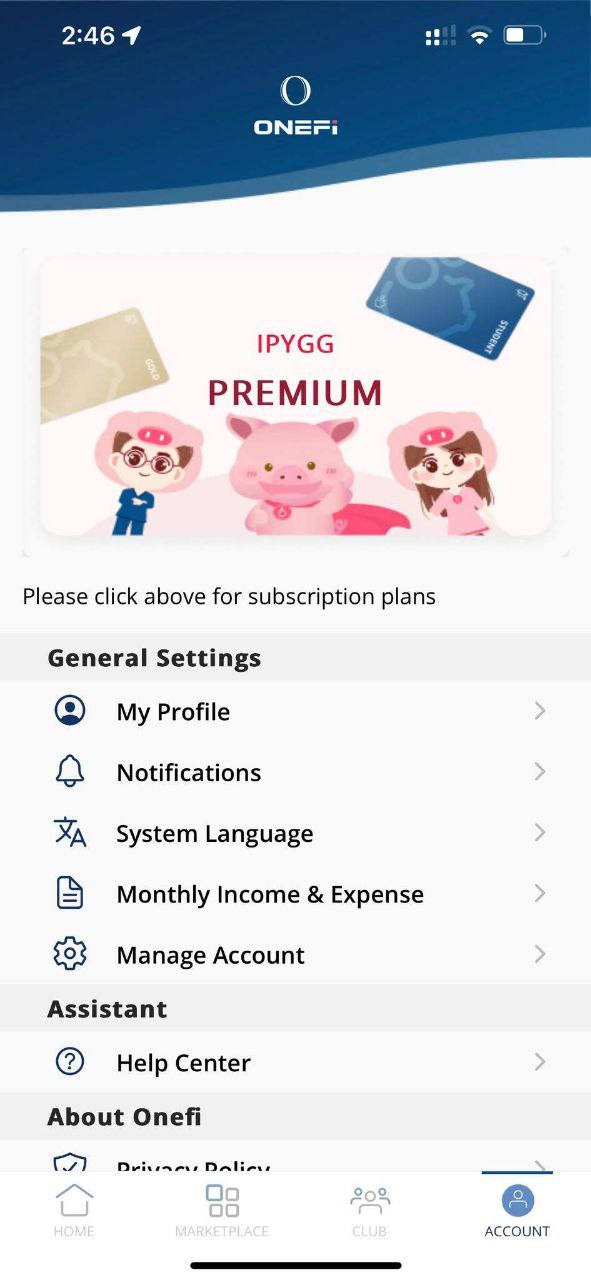 2:46
ONEFi
GOLD
STUDENT
IPYGG
PREMIUM
Please click above for subscription plans
General Settings
My Profile
Notifications
System Language
Monthly Income & Expense
Manage Account
Assistant
Help Center
About Onefi
Privacy Policy
HOME
MARKETPLACE
CLUB
ACCOUNT